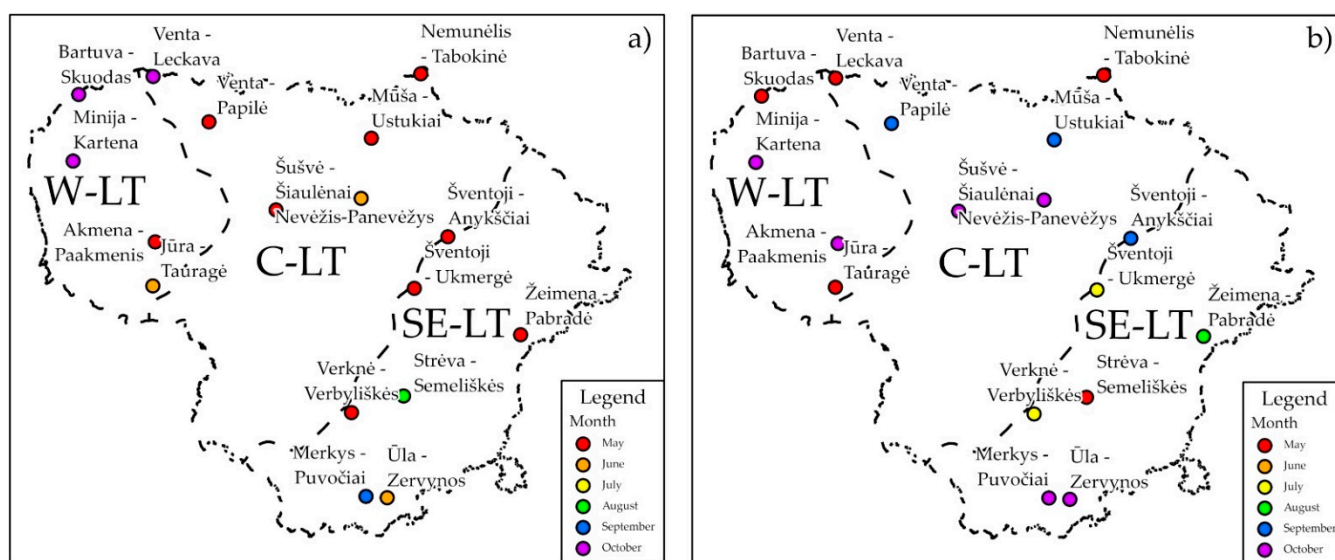 a)
Bartuva -
Skuodas
Venta -
Leckava
Venta -
Papilė
Nemunėlis
- Tabokinė
Mūša -
Ustukiai
Minija -
Kartena
W-LT
Šušvė -
Šiaulėnai
Nevėžis-Panevėžys
Šventoji -
Anykščiai
Akmena -
Paakmenis
Jūra -
Tauragė
C-LT
Šventoji
- Ukmergė
SE-LT
Žeimena -
Pabradė
Verknė -
Verbyliškės
Strėva -
Semeliškės
Merkys -
Puvočiai
Ūla -
Zervynos
Legend
Month
May
June
July
August
September
October
b)
Bartuva -
Skuodas
Venta -
Leckava
Venta -
Papilė
Nemunėlis
- Tabokinė
Mūša -
Ustukiai
Minija -
Kartena
W-LT
Šušvė -
Šiaulėnai
Nevėžis-Panevėžys
Šventoji -
Anykščiai
Akmena -
Paakmenis
Jūra -
Tauragė
C-LT
Šventoji
- Ukmergė
SE-LT
Žeimena -
Pabradė
Verknė -
Verbyliškės
Strėva -
Semeliškės
Merkys -
Puvočiai
Ūla -
Zervynos
Legend
Month
May
June
July
August
September
October